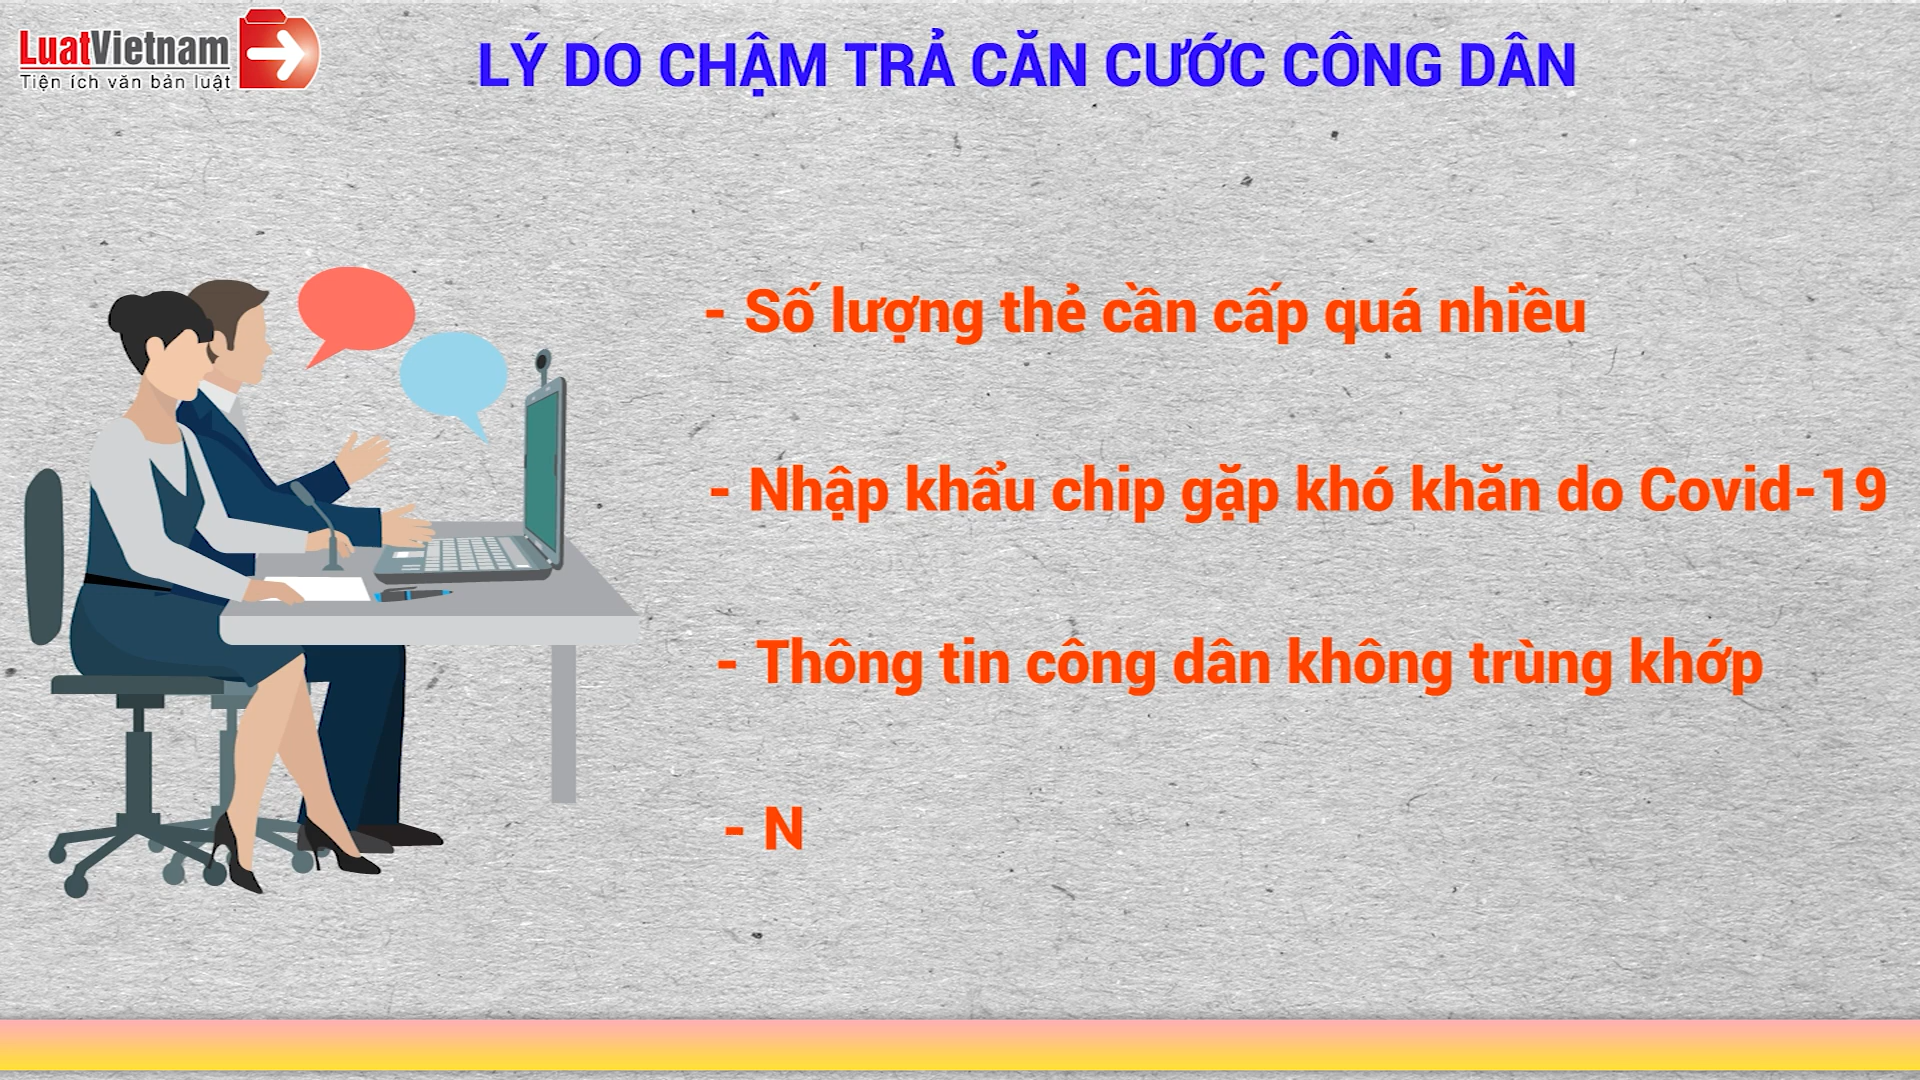 LuatVietnam
Tiện ích văn bản luật
LÝ DO CHẬM TRẢ CĂN CƯỚC CÔNG DÂN
- Số lượng thẻ cần cấp quá nhiều
- Nhập khẩu chip gặp khó khăn do Covid-19
- Thông tin công dân không trùng khớp
- N